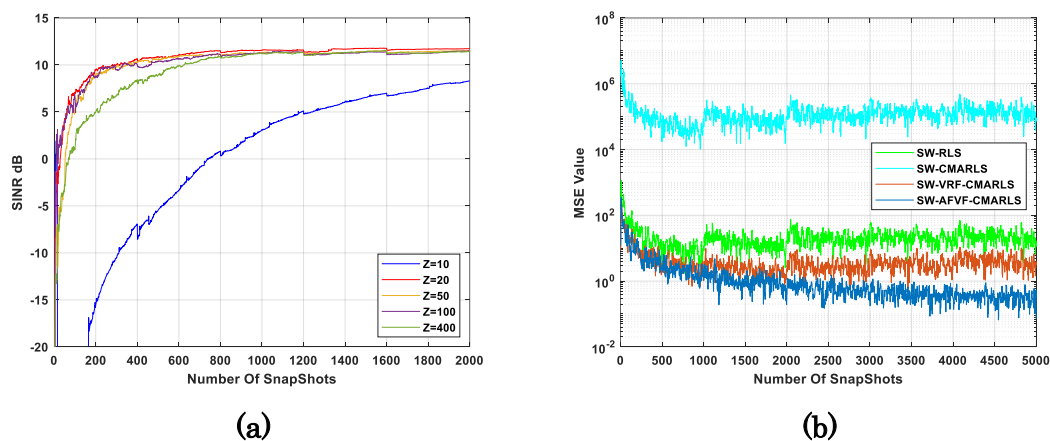 15
10
5
0
-5
-10
-15
-20
SINR dB
0 200 400 600 800 1000 1200 1400 1600 1800 2000
Number Of SnapShots
Z=10
Z=20
Z=50
Z=100
Z=400
(a)
10^8
10^6
10^4
10^2
10^0
10^-2
MSE Value
0 500 1000 1500 2000 2500 3000 3500 4000 4500 5000
Number Of SnapShots
SW-RLS
SW-CMARLS
SW-VRF-CMARLS
SW-AFVF-CMARLS
(b)